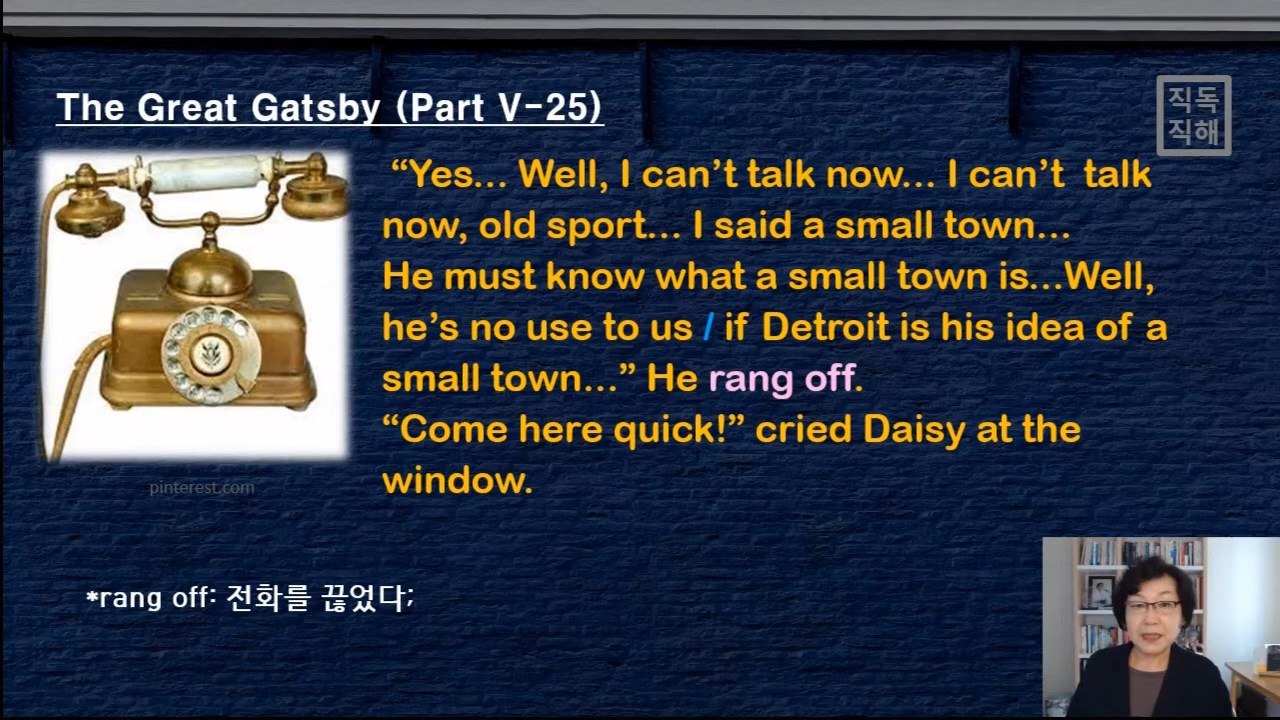 The Great Gatsby (Part V-25)
직독
직해
“Yes... Well, I can’t talk now... I can’t talk
now, old sport... I said a small town...
He must know what a small town is...Well,
he’s no use to us / if Detroit is his idea of a
small town...” He rang off.
“Come here quick!” cried Daisy at the
window.
pinterest.com
*rang off: 전화를 끊었다;